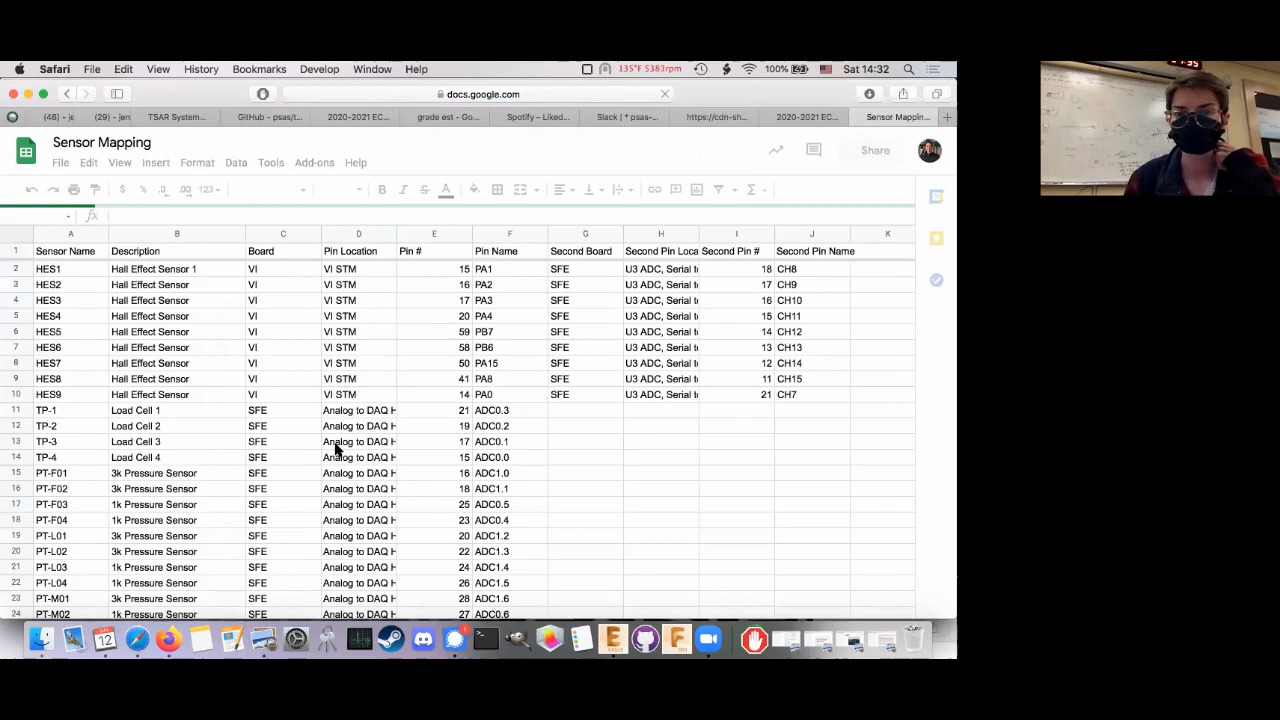 Safari File Edit View History Bookmarks Develop Window Help 135°F 5383rpm 100% Sat 14:32
docs.google.com
(48) - je (29) - jen TSAR System... GitHub - psas/t... 2020-2021 EC... grade est - Go... Spotify – Liked... Slack | * psas-... https://cdn-sh... 2020-2021 EC... Sensor Mappin...
Sensor Mapping
Share
File Edit View Insert Format Data Tools Add-ons Help
$ % .0 .00 123 B I S A Σ
fx
A B C D E F G H I J K
1 Sensor Name Description Board Pin Location Pin # Pin Name Second Board Second Pin Loca Second Pin # Second Pin Name
2 HES1 Hall Effect Sensor 1 VI VI STM 15 PA1 SFE U3 ADC, Serial t 18 CH8
3 HES2 Hall Effect Sensor VI VI STM 16 PA2 SFE U3 ADC, Serial t 17 CH9
4 HES3 Hall Effect Sensor VI VI STM 17 PA3 SFE U3 ADC, Serial t 16 CH10
5 HES4 Hall Effect Sensor VI VI STM 20 PA4 SFE U3 ADC, Serial t 15 CH11
6 HES5 Hall Effect Sensor VI VI STM 59 PB7 SFE U3 ADC, Serial t 14 CH12
7 HES6 Hall Effect Sensor VI VI STM 58 PB6 SFE U3 ADC, Serial t 13 CH13
8 HES7 Hall Effect Sensor VI VI STM 50 PA15 SFE U3 ADC, Serial t 12 CH14
9 HES8 Hall Effect Sensor VI VI STM 41 PA8 SFE U3 ADC, Serial t 11 CH15
10 HES9 Hall Effect Sensor VI VI STM 14 PA0 SFE U3 ADC, Serial t 21 CH7
11 TP-1 Load Cell 1 SFE Analog to DAQ H 21 ADC0.3
12 TP-2 Load Cell 2 SFE Analog to DAQ H 19 ADC0.2
13 TP-3 Load Cell 3 SFE Analog to DAQ H 17 ADC0.1
14 TP-4 Load Cell 4 SFE Analog to DAQ H 15 ADC0.0
15 PT-F01 3k Pressure Sensor SFE Analog to DAQ H 16 ADC1.0
16 PT-F02 3k Pressure Sensor SFE Analog to DAQ H 18 ADC1.1
17 PT-F03 1k Pressure Sensor SFE Analog to DAQ H 25 ADC0.5
18 PT-F04 1k Pressure Sensor SFE Analog to DAQ H 23 ADC0.4
19 PT-L01 3k Pressure Sensor SFE Analog to DAQ H 20 ADC1.2
20 PT-L02 3k Pressure Sensor SFE Analog to DAQ H 22 ADC1.3
21 PT-L03 1k Pressure Sensor SFE Analog to DAQ H 24 ADC1.4
22 PT-L04 1k Pressure Sensor SFE Analog to DAQ H 26 ADC1.5
23 PT-M01 3k Pressure Sensor SFE Analog to DAQ H 28 ADC1.6
24 PT-M02 1k Pressure Sensor SFE Analog to DAQ H 27 ADC0.6
12 E F